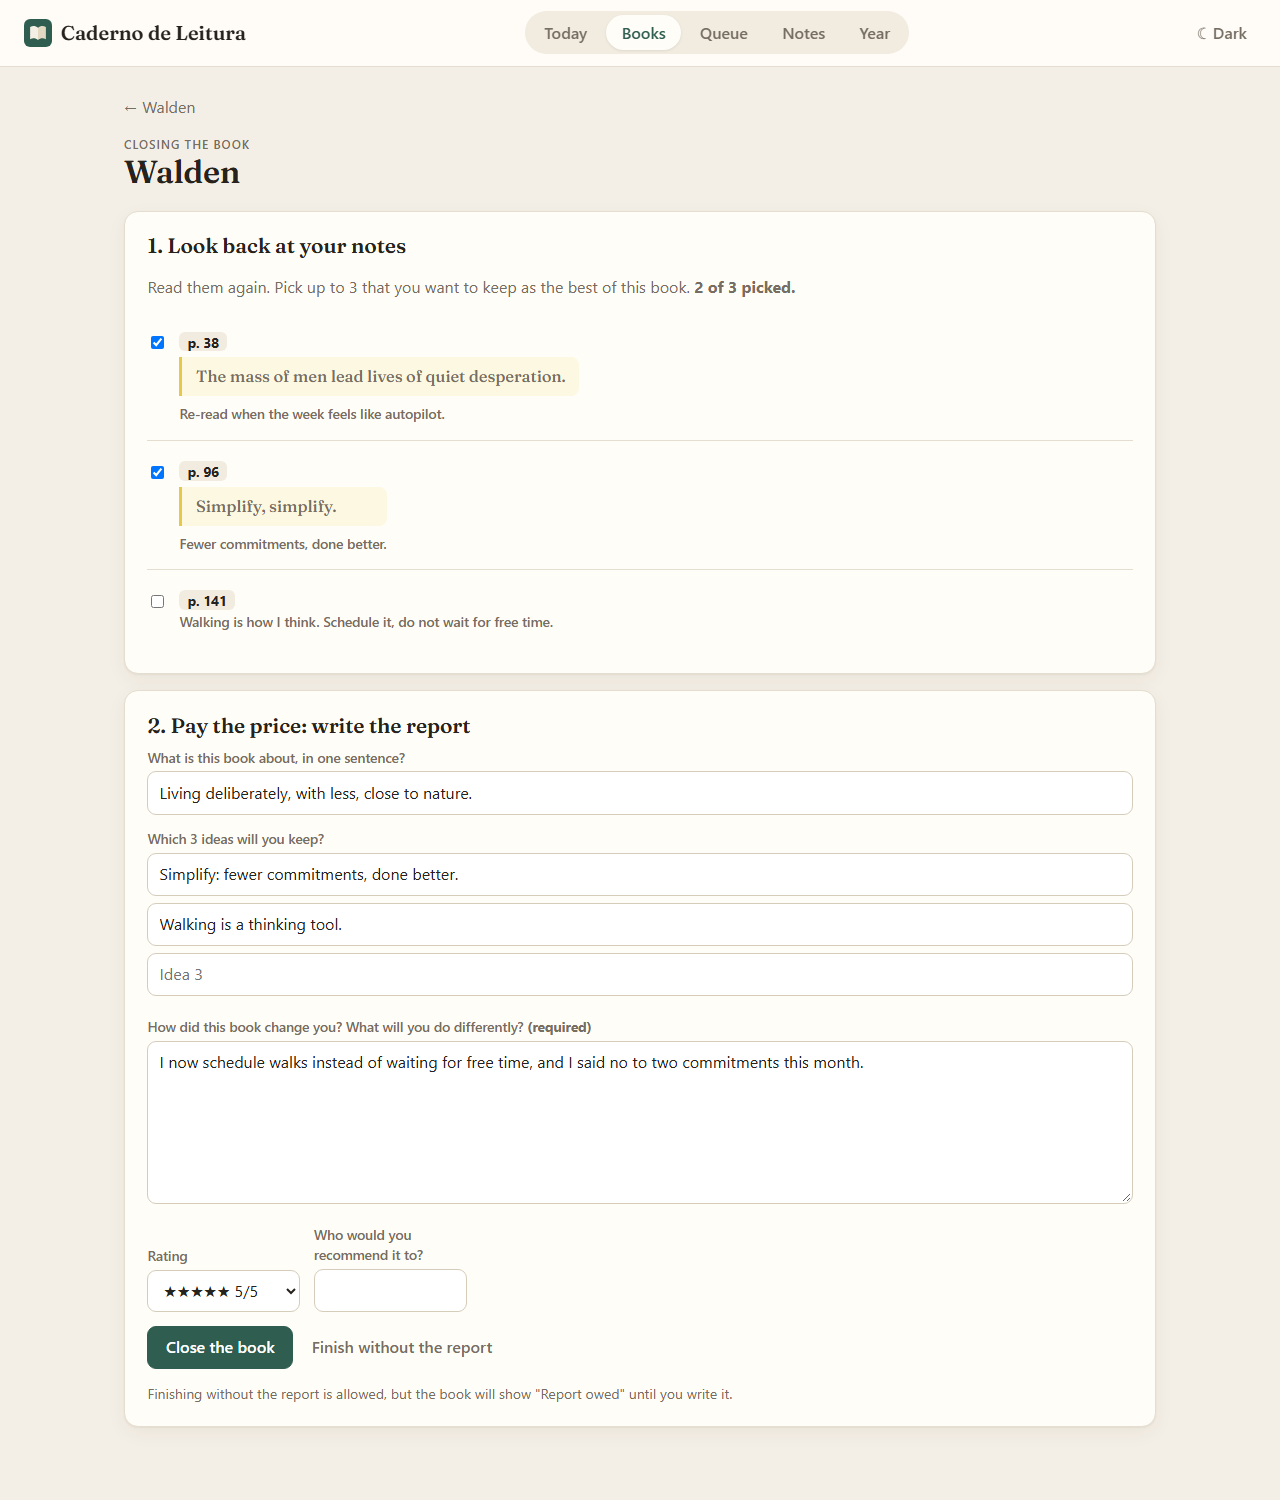 Caderno de Leitura
Today
Books
Queue
Notes
Year
☾ Dark
← Walden
CLOSING THE BOOK
Walden
1. Look back at your notes
Read them again. Pick up to 3 that you want to keep as the best of this book. 2 of 3 picked.
p. 38
The mass of men lead lives of quiet desperation.
Re-read when the week feels like autopilot.
p. 96
Simplify, simplify.
Fewer commitments, done better.
p. 141
Walking is how I think. Schedule it, do not wait for free time.
2. Pay the price: write the report
What is this book about, in one sentence?
Living deliberately, with less, close to nature.
Which 3 ideas will you keep?
Simplify: fewer commitments, done better.
Walking is a thinking tool.
Idea 3
How did this book change you? What will you do differently? (required)
I now schedule walks instead of waiting for free time, and I said no to two commitments this month.
Rating
★★★★★ 5/5
Who would you
recommend it to?
Close the book
Finish without the report
Finishing without the report is allowed, but the book will show "Report owed" until you write it.